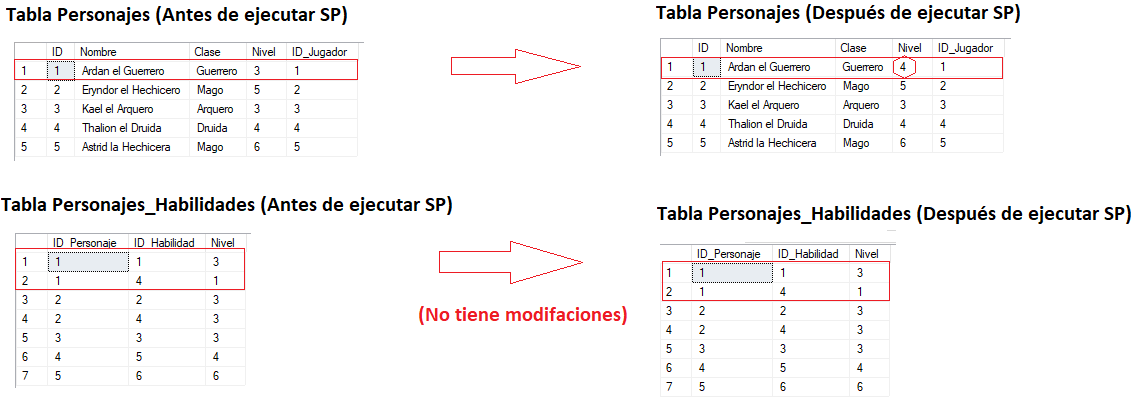 Tabla Personajes (Antes de ejecutar SP)
ID Nombre Clase Nivel ID_Jugador
1 1 Ardan el Guerrero Guerrero 3 1
2 2 Eryndor el Hechicero Mago 5 2
3 3 Kael el Arquero Arquero 3 3
4 4 Thalion el Druida Druida 4 4
5 5 Astrid la Hechicera Mago 6 5
Tabla Personajes (Después de ejecutar SP)
ID Nombre Clase Nivel ID_Jugador
1 1 Ardan el Guerrero Guerrero 4 1
2 2 Eryndor el Hechicero Mago 5 2
3 3 Kael el Arquero Arquero 3 3
4 4 Thalion el Druida Druida 4 4
5 5 Astrid la Hechicera Mago 6 5
Tabla Personajes_Habilidades (Antes de ejecutar SP)
ID_Personaje ID_Habilidad Nivel
1 1 1 3
2 1 4 1
3 2 2 3
4 2 4 3
5 3 3 3
6 4 5 4
7 5 6 6
(No tiene modifaciones)
Tabla Personajes_Habilidades (Después de ejecutar SP)
ID_Personaje ID_Habilidad Nivel
1 1 1 3
2 1 4 1
3 2 2 3
4 2 4 3
5 3 3 3
6 4 5 4
7 5 6 6